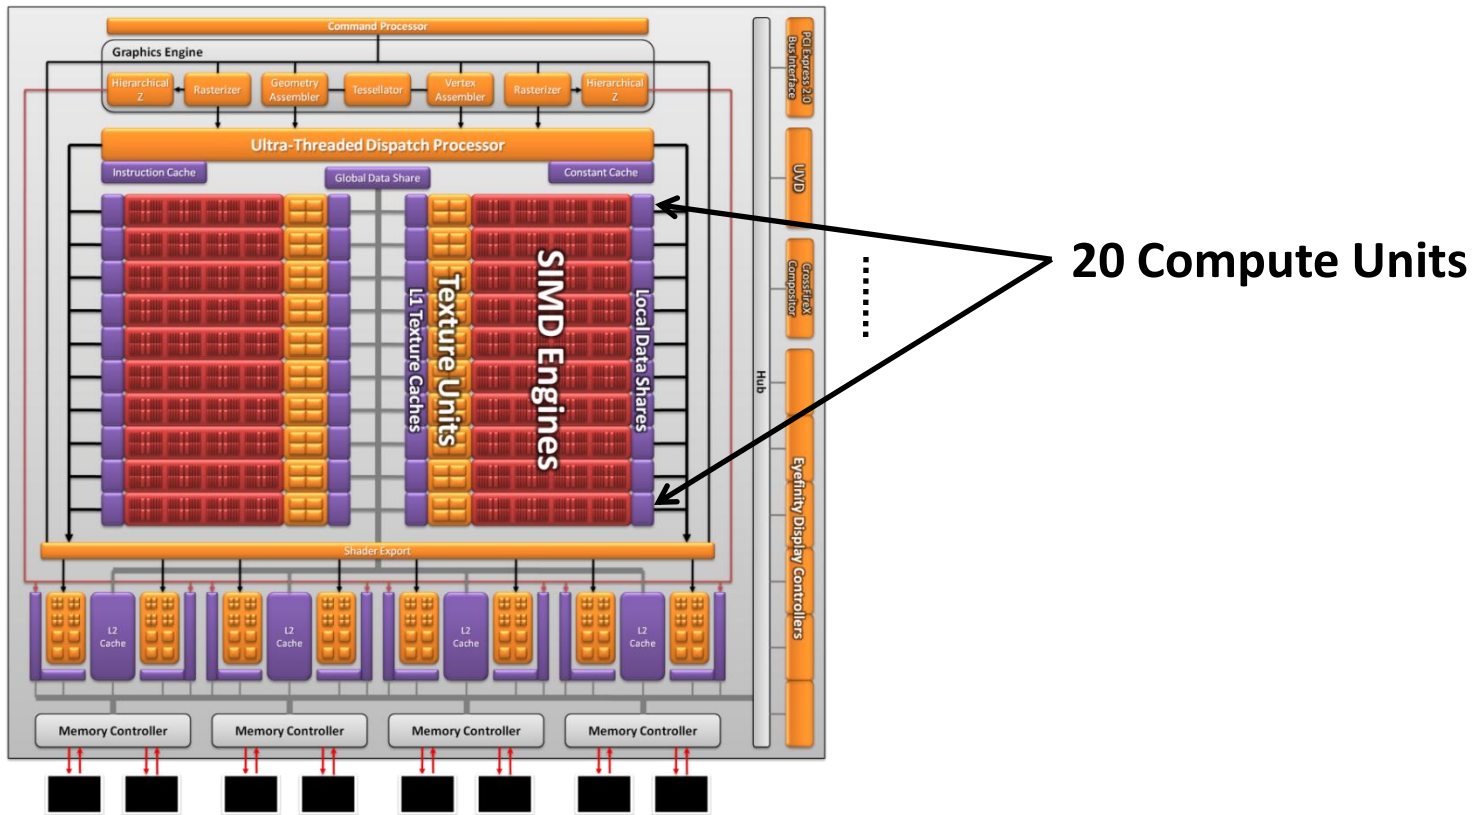 Command Processor
Graphics Engine
Hierarchical
Z
Rasterizer
Geometry
Assembler
Tessellator
Vertex
Assembler
Rasterizer
Hierarchical
Z
Ultra-Threaded Dispatch Processor
Instruction Cache
Global Data Share
Constant Cache
L1 Texture Caches
Texture Units
SIMD Engines
Local Data Shares
Shader Export
L2
Cache
L2
Cache
L2
Cache
L2
Cache
Memory Controller
Memory Controller
Memory Controller
Memory Controller
Hub
PCI Express 2.0
Bus Interface
UVD
CrossFireX
Compositor
Eyefinity Display Controllers
20 Compute Units